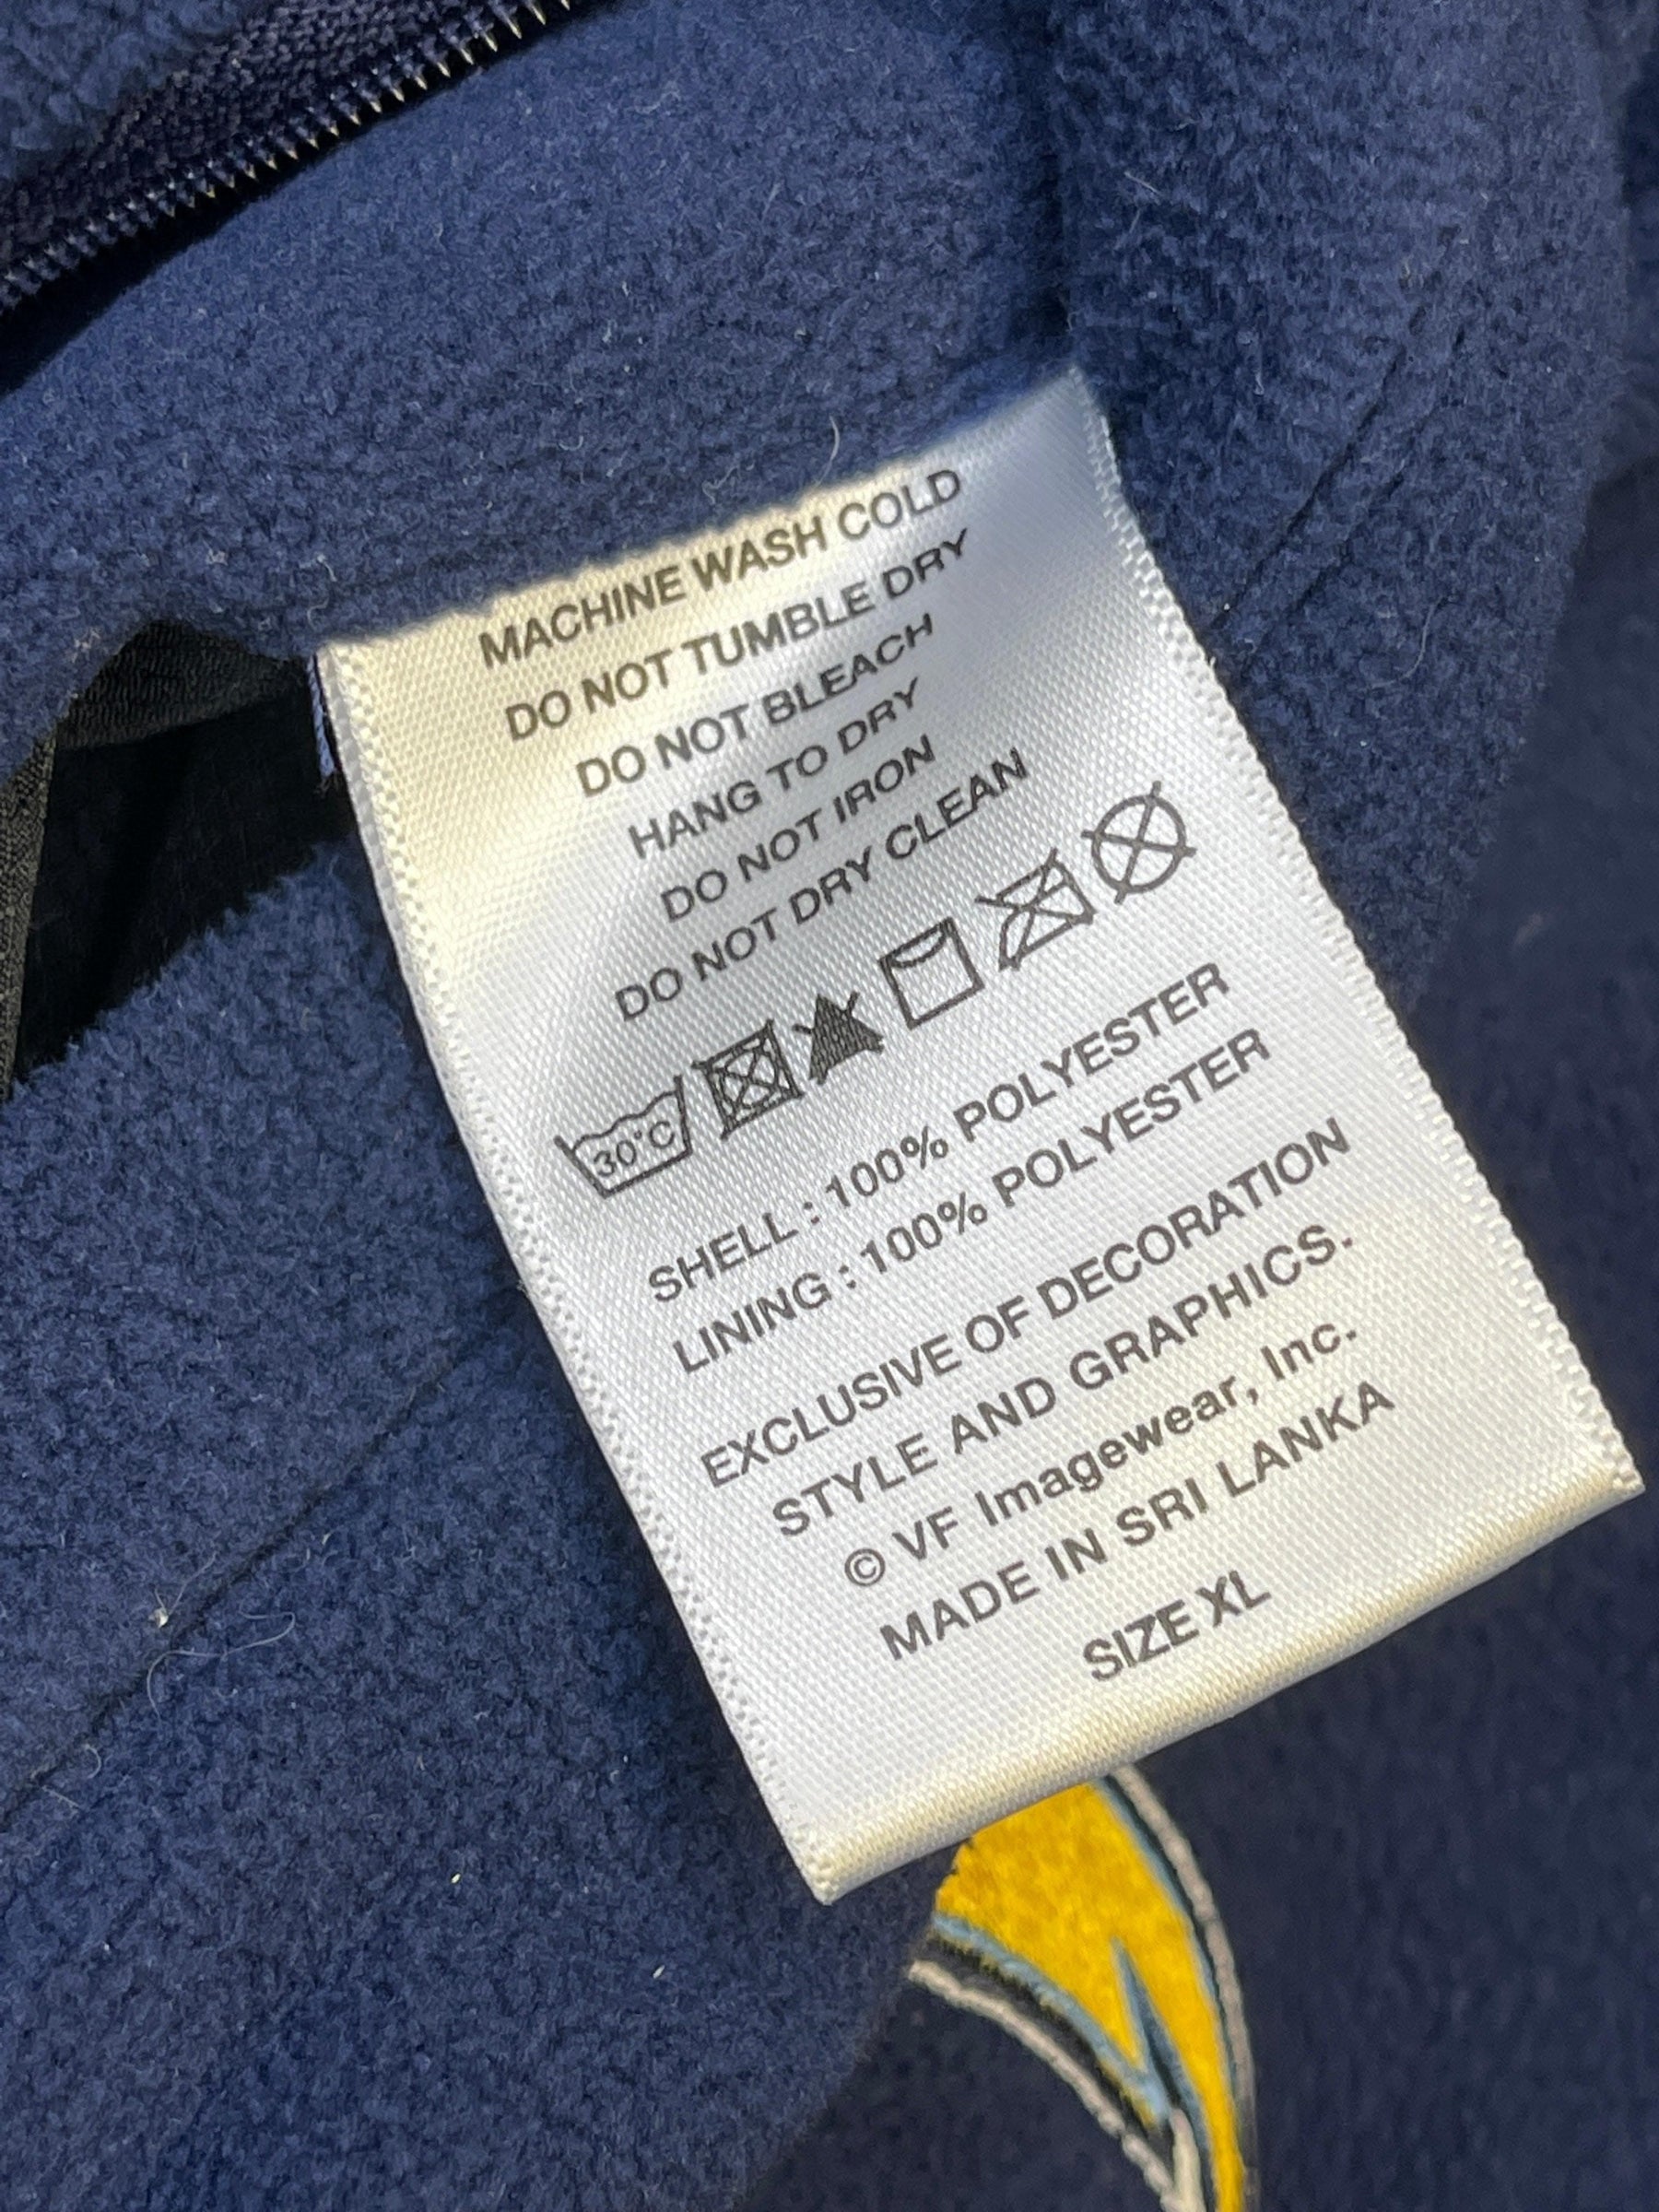 MACHINE WASH COLD
DO NOT TUMBLE DRY
DO NOT BLEACH
HANG TO DRY
DO NOT IRON
DO NOT DRY CLEAN
30°C
SHELL : 100% POLYESTER
LINING : 100% POLYESTER
EXCLUSIVE OF DECORATION
STYLE AND GRAPHICS.
© VF Imagewear, Inc.
MADE IN SRI LANKA
SIZE XL